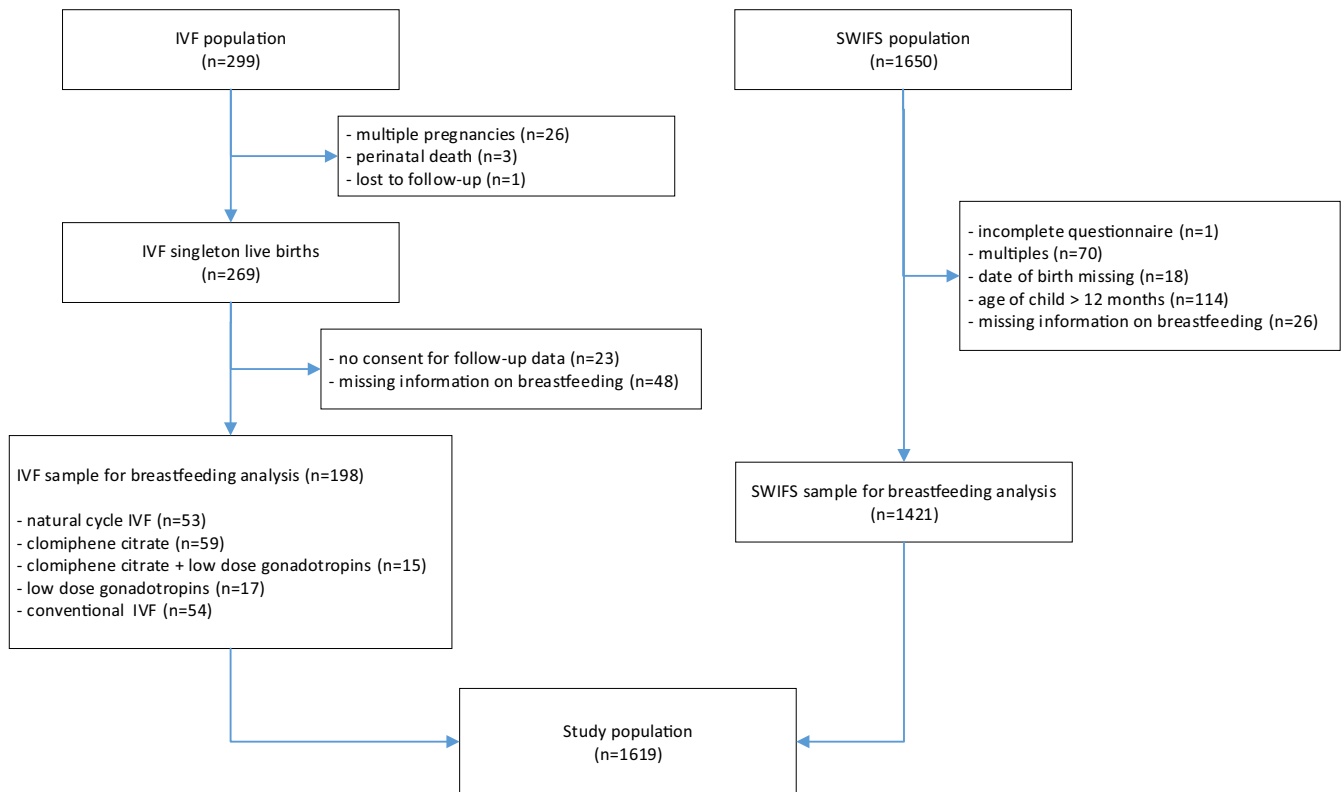 IVF population
(n=299)
- multiple pregnancies (n=26)
- perinatal death (n=3)
- lost to follow-up (n=1)
IVF singleton live births
(n=269)
- no consent for follow-up data (n=23)
- missing information on breastfeeding (n=48)
IVF sample for breastfeeding analysis (n=198)
- natural cycle IVF (n=53)
- clomiphene citrate (n=59)
- clomiphene citrate + low dose gonadotropins (n=15)
- low dose gonadotropins (n=17)
- conventional IVF (n=54)
SWIFS population
(n=1650)
- incomplete questionnaire (n=1)
- multiples (n=70)
- date of birth missing (n=18)
- age of child > 12 months (n=114)
- missing information on breastfeeding (n=26)
SWIFS sample for breastfeeding analysis
(n=1421)
Study population
(n=1619)